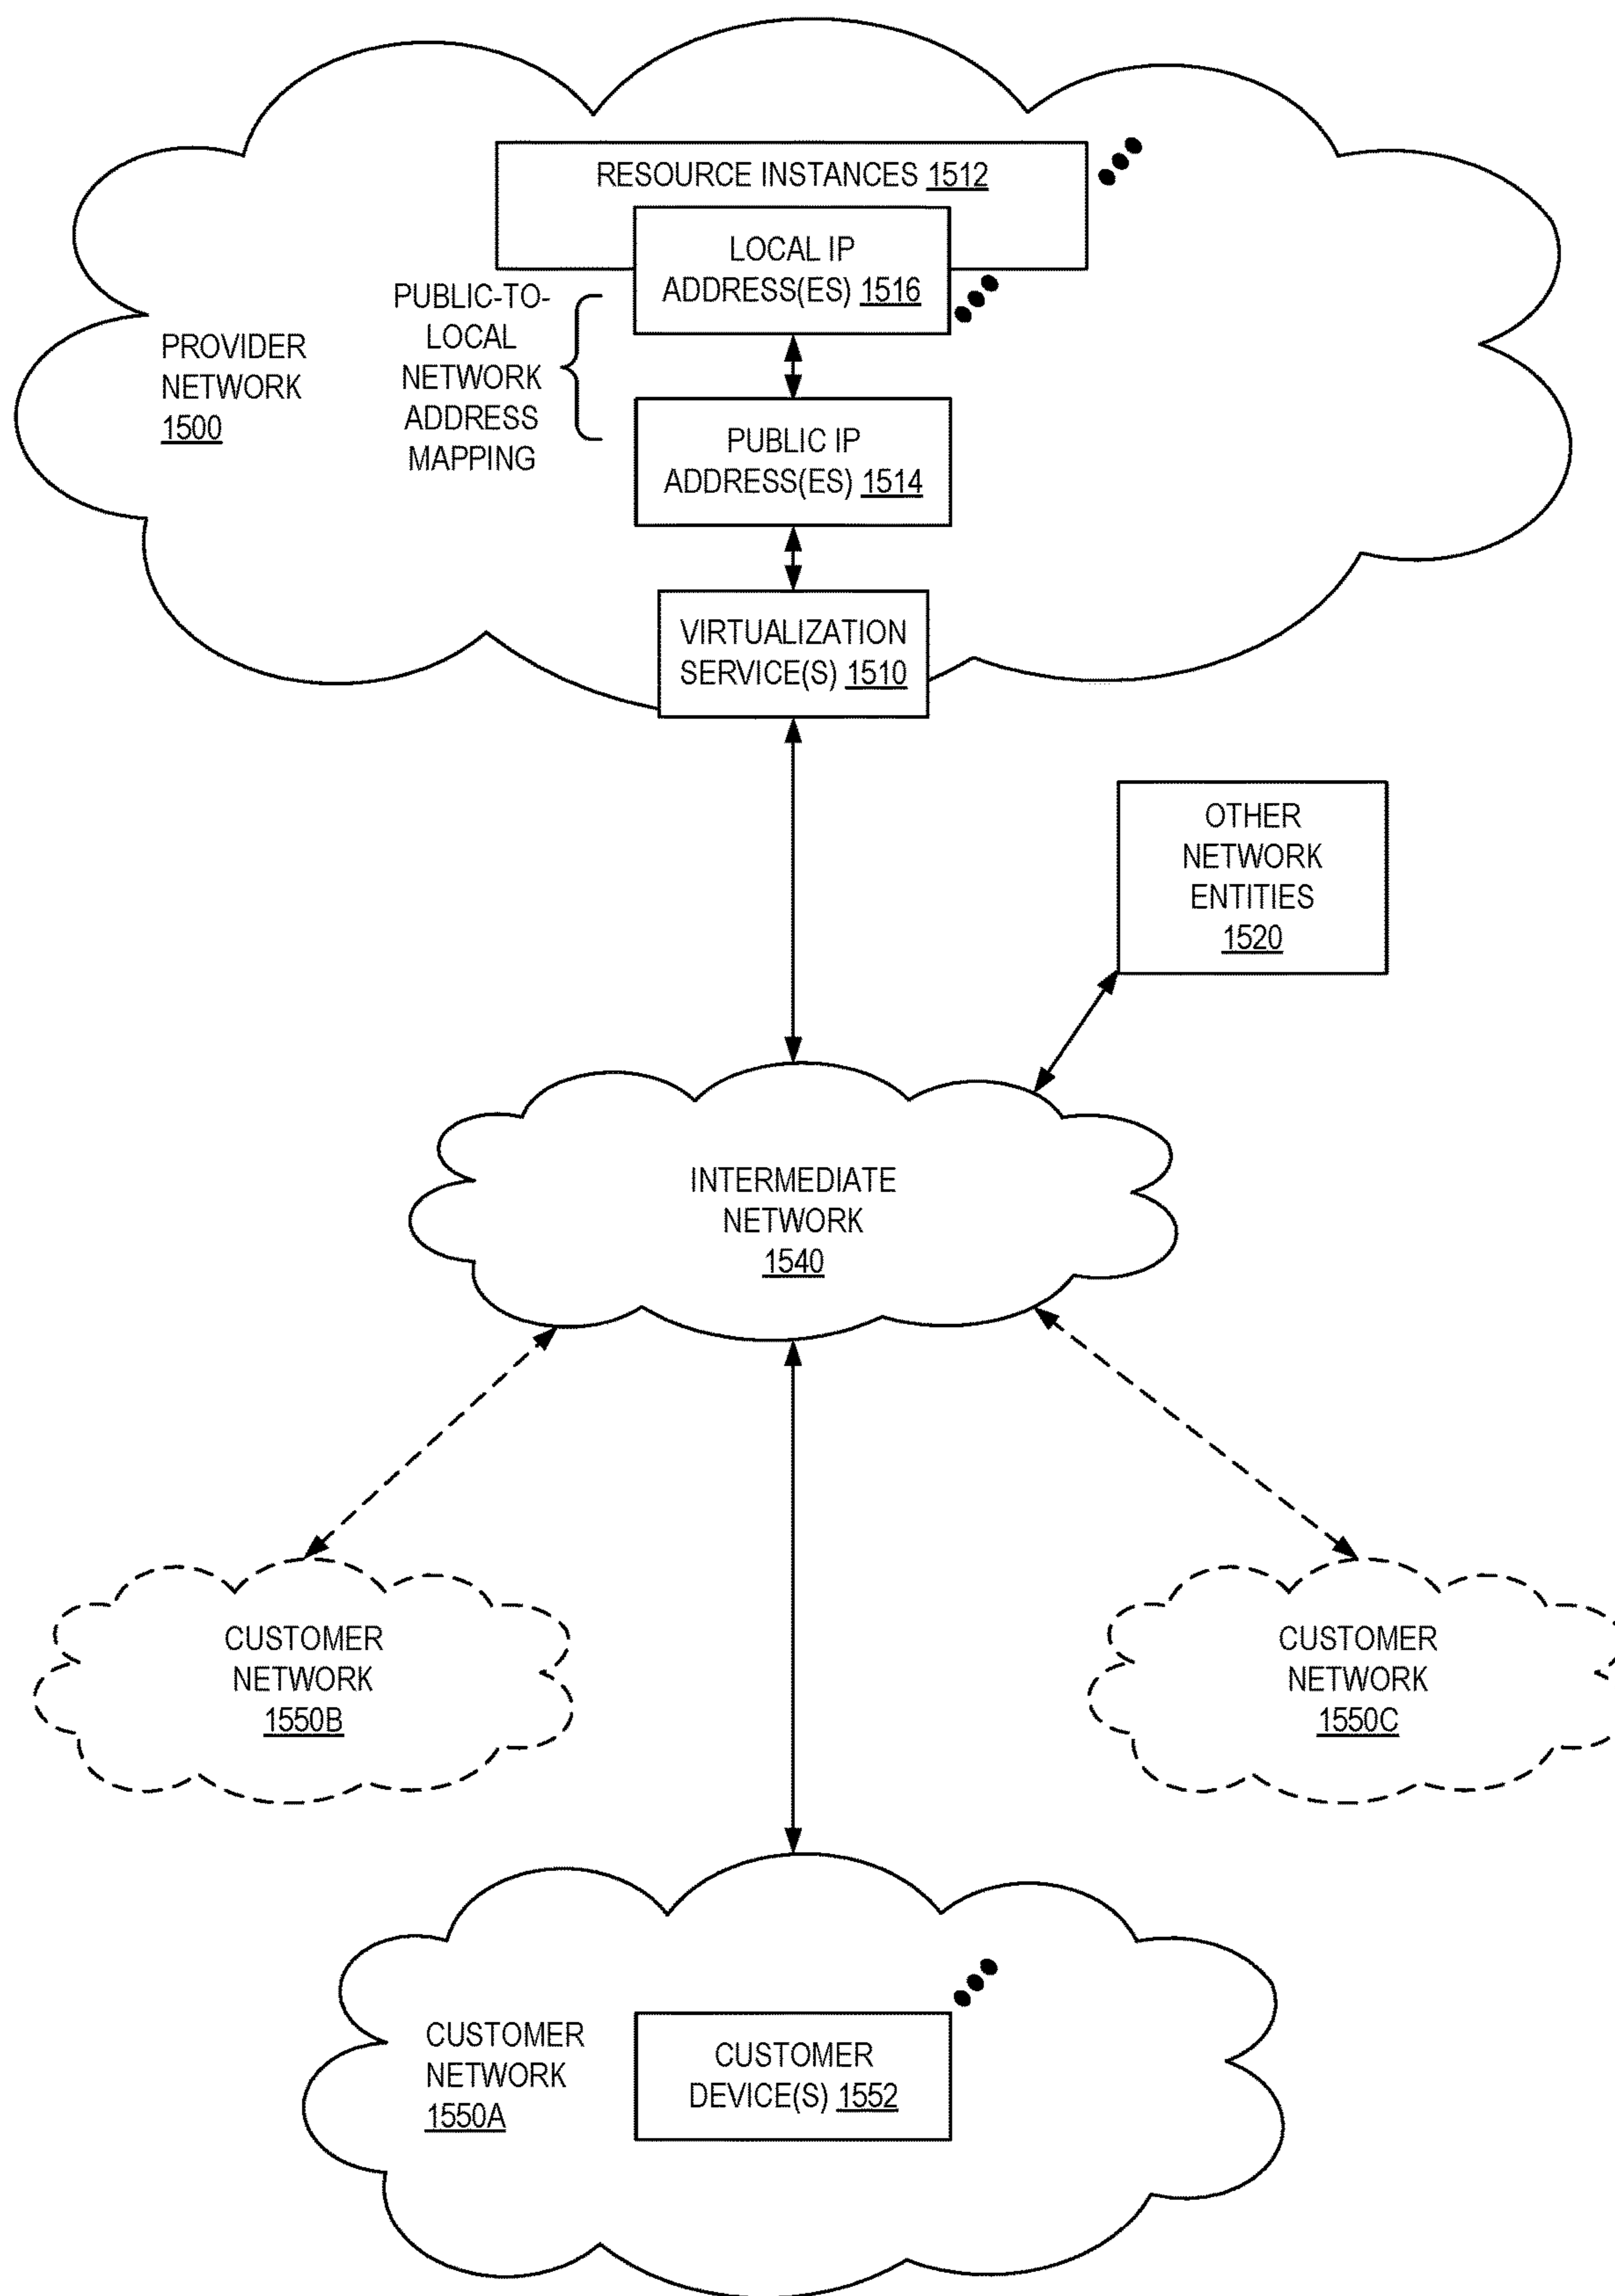 RESOURCE INSTANCES 1512
LOCAL IP
ADDRESS(ES) 1516
PUBLIC-TO-
LOCAL
NETWORK
ADDRESS
MAPPING
PROVIDER
NETWORK
1500
PUBLIC IP
ADDRESS(ES) 1514
VIRTUALIZATION
SERVICE(S) 1510
OTHER
NETWORK
ENTITIES
1520
INTERMEDIATE
NETWORK
1540
CUSTOMER
NETWORK
1550B
CUSTOMER
NETWORK
1550C
CUSTOMER
NETWORK
1550A
CUSTOMER
DEVICE(S) 1552